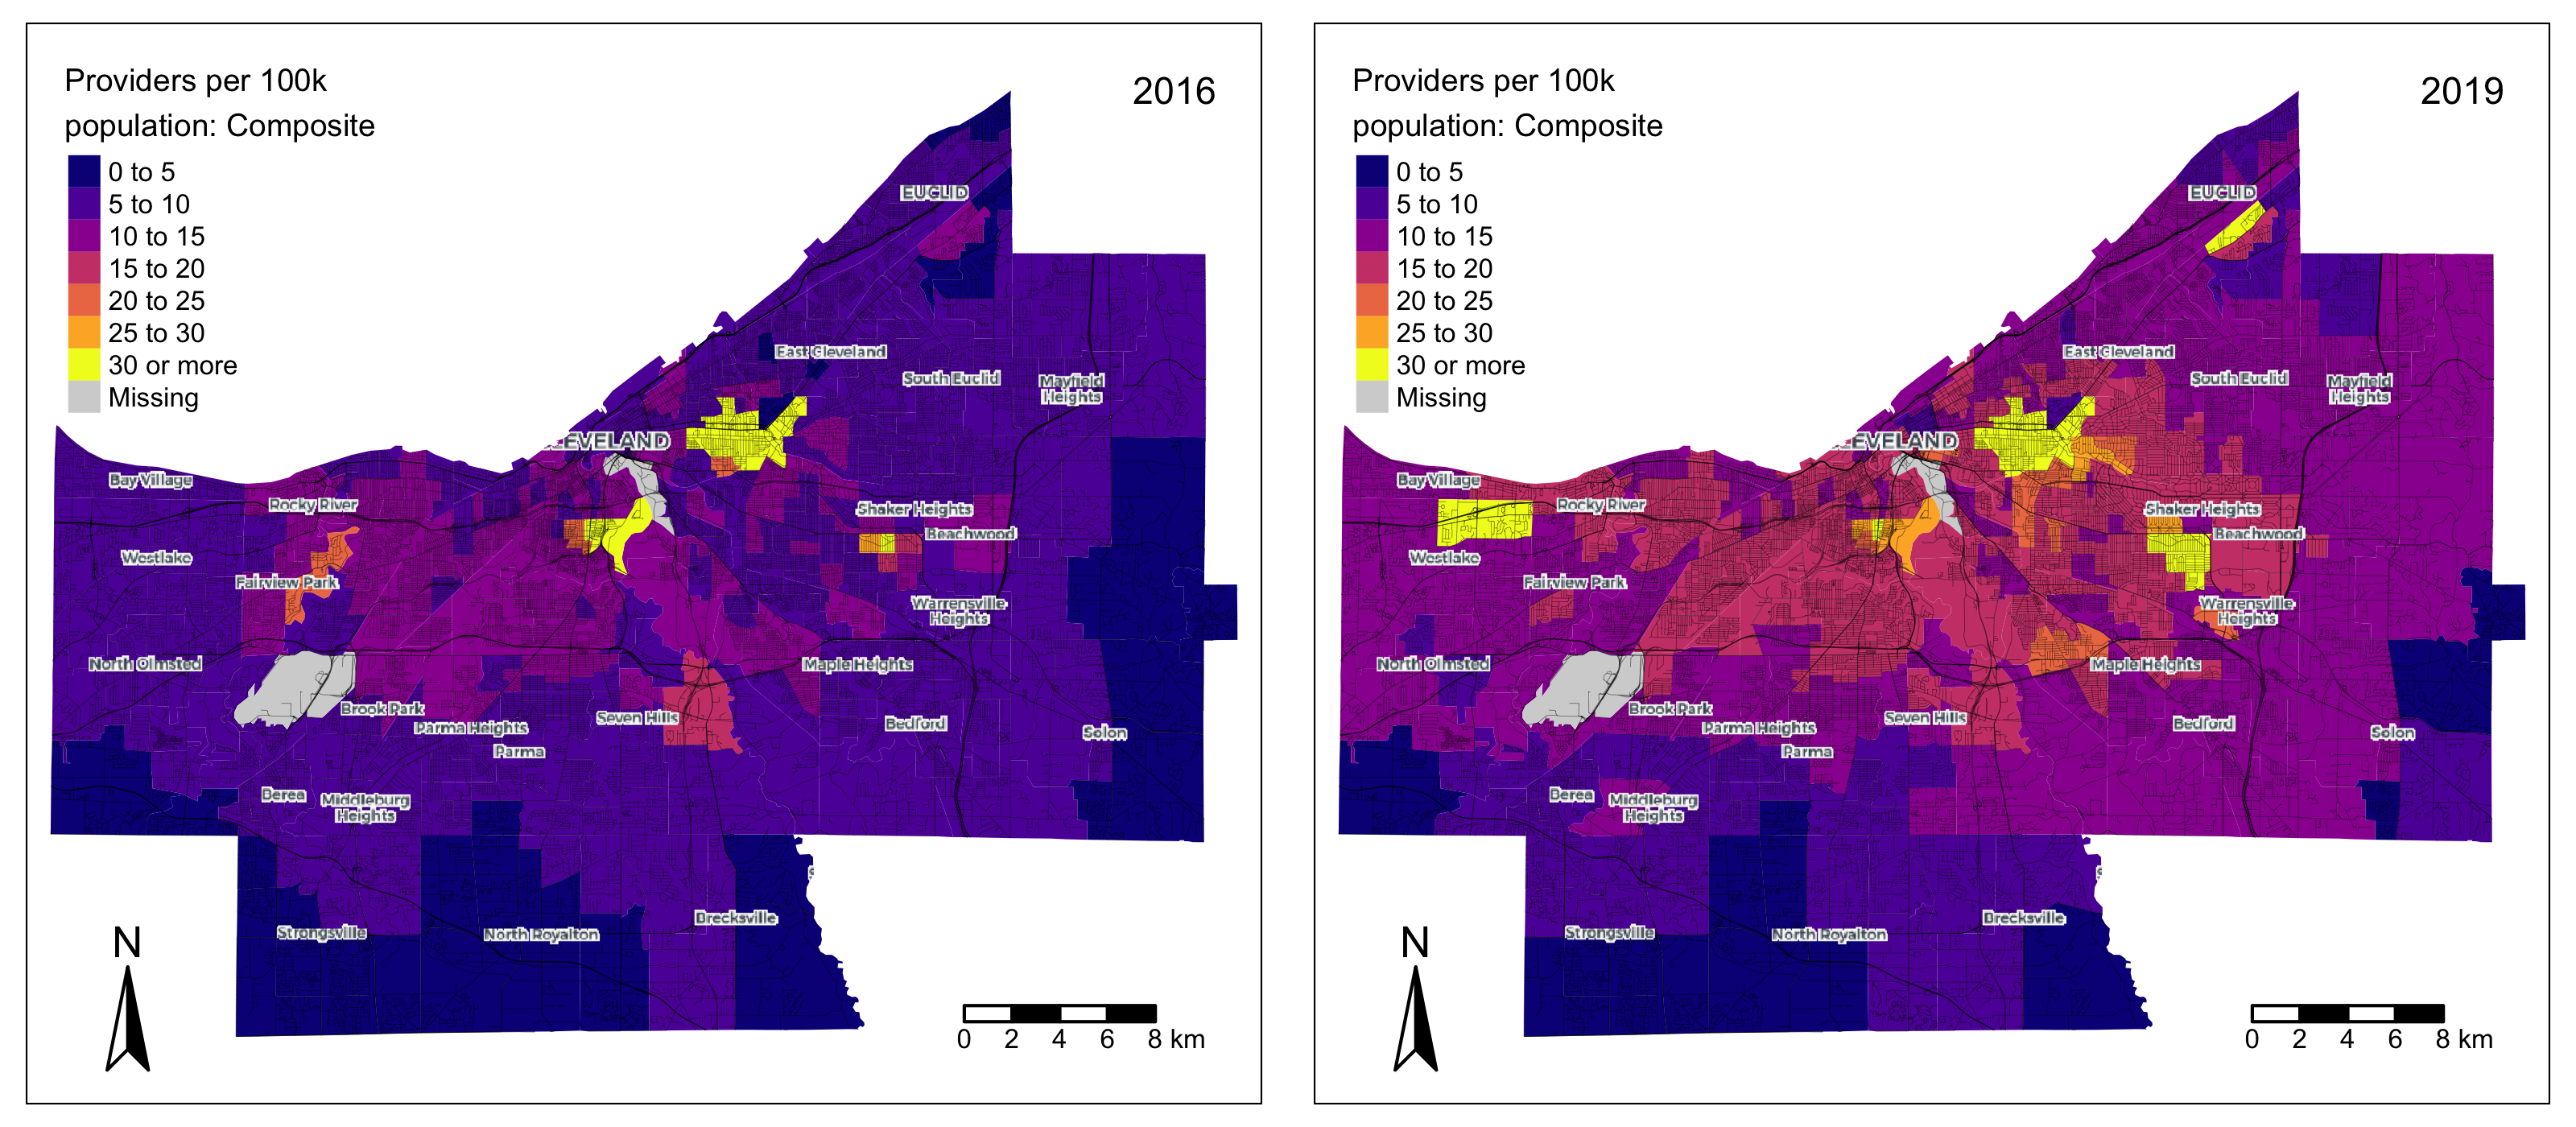 Providers per 100k
population: Composite
2016
0 to 5
5 to 10
10 to 15
15 to 20
20 to 25
25 to 30
30 or more
Missing
EUCLID
East Cleveland
South Euclid
Mayfield
Heights
LEVELAND
Bay Village
Rocky River
Shaker Heights
Beachwood
Westlake
Fairview Park
Warrensville
Heights
North Olmsted
Maple Heights
Brook Park
Seven Hills
Parma Heights
Bedford
Solon
Parma
Berea
Middleburg
Heights
Brecksville
Strongsville
North Royalton
N
0 2 4 6 8 km
Providers per 100k
population: Composite
2019
0 to 5
5 to 10
10 to 15
15 to 20
20 to 25
25 to 30
30 or more
Missing
EUCLID
East Cleveland
South Euclid
Mayfield
Heights
LEVELAND
Bay Village
Rocky River
Shaker Heights
Beachwood
Westlake
Fairview Park
Warrensville
Heights
North Olmsted
Maple Heights
Brook Park
Seven Hills
Parma Heights
Bedford
Solon
Parma
Berea
Middleburg
Heights
Brecksville
Strongsville
North Royalton
N
0 2 4 6 8 km